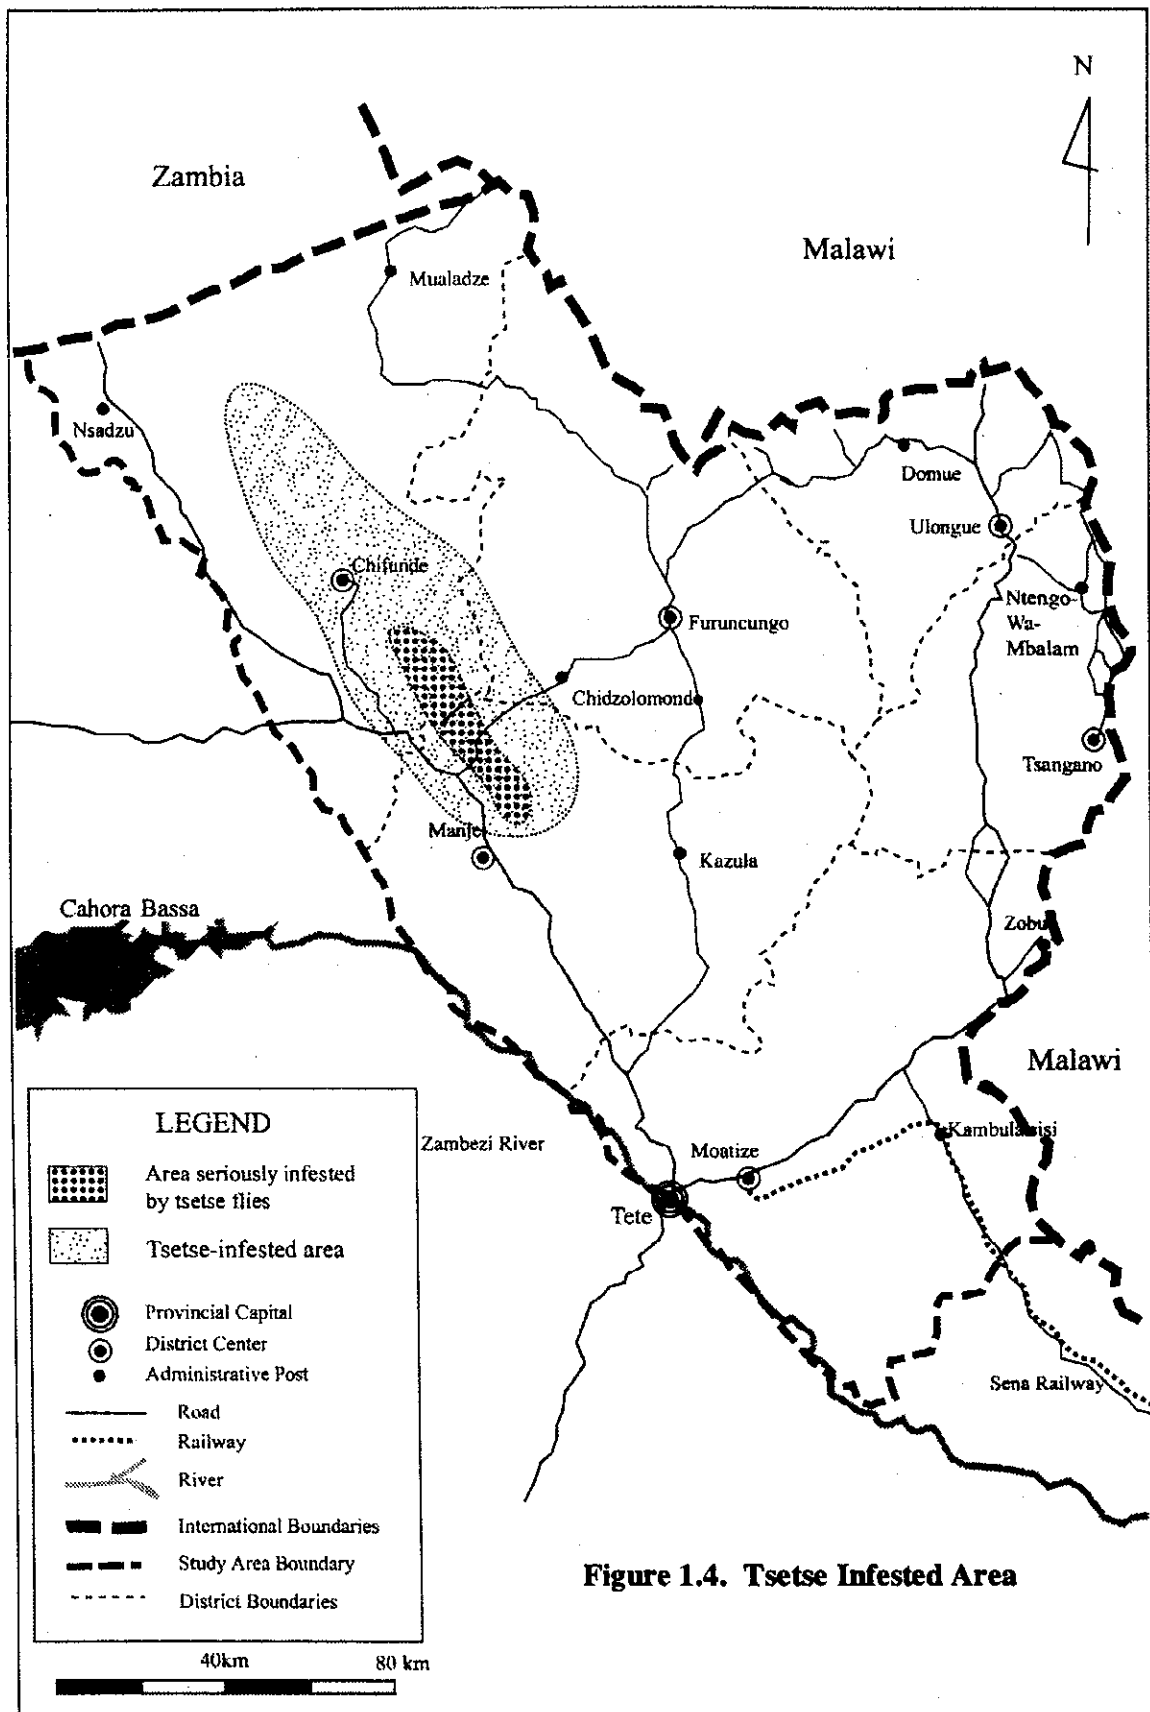 N
Zambia
Malawi
Mualadze
Nsadzu
Domue
Ulongue
Chifunde
Ntengo-
Wa-
Mbalam
Furuncungo
Chidzolomondo
Tsangano
Manje
Kazula
Cahora Bassa
Zobue
Malawi
LEGEND
Area seriously infested
by tsetse flies
Tsetse-infested area
Provincial Capital
District Center
Administrative Post
Road
Railway
River
International Boundaries
Study Area Boundary
District Boundaries
Zambezi River
Moatize
Kambulatsisi
Tete
Sena Railway
Figure 1.4. Tsetse Infested Area
40km
80 km